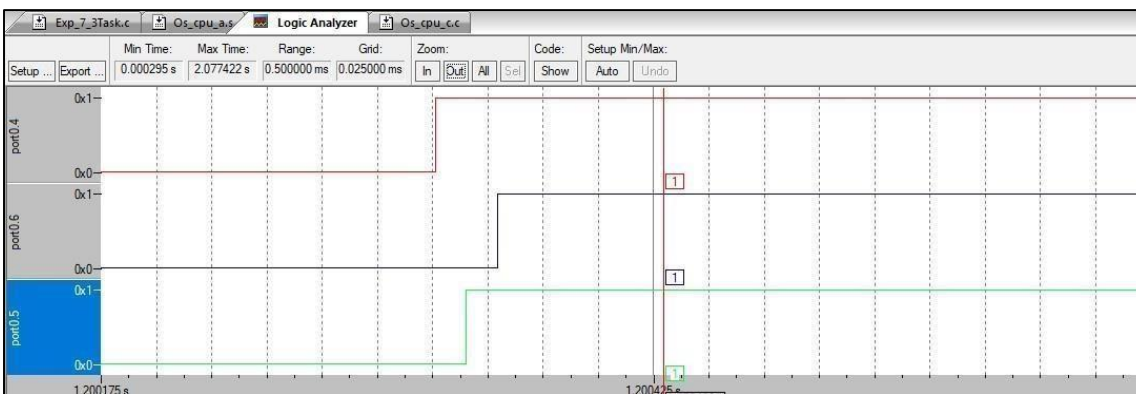 Exp_7_3Task.c Os_cpu_a.s Logic Analyzer Os_cpu_c.c
Min Time: Max Time: Range: Grid: Zoom: Code: Setup Min/Max:
Setup ... Export ... 0.000295 s 2.077422 s 0.500000 ms 0.025000 ms In Out All Sel Show Auto Undo
0x1
port0.4
0x0
1
0x1
port0.6
0x0
1
0x1
port0.5
0x0
1
1.200175 s 1.200425 s